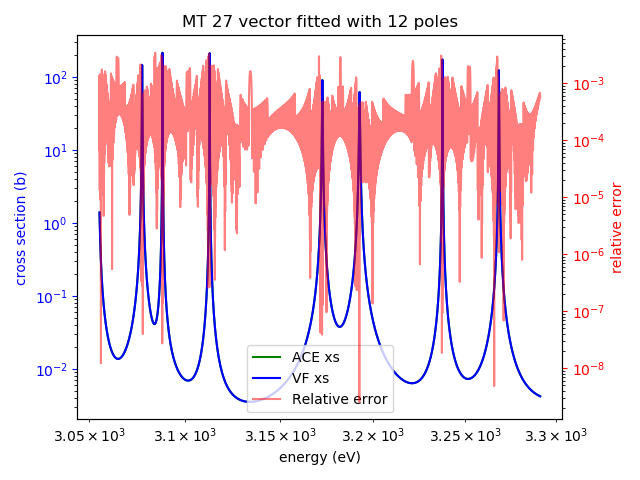 MT 27 vector fitted with 12 poles
cross section (b)
10²
10¹
10⁰
10⁻¹
10⁻²
10⁻³
10⁻⁴
10⁻⁵
10⁻⁶
10⁻⁷
10⁻⁸
relative error
ACE xs
VF xs
Relative error
3.05 × 10³ 3.1 × 10³ 3.15 × 10³ 3.2 × 10³ 3.25 × 10³ 3.3 × 10³
energy (eV)